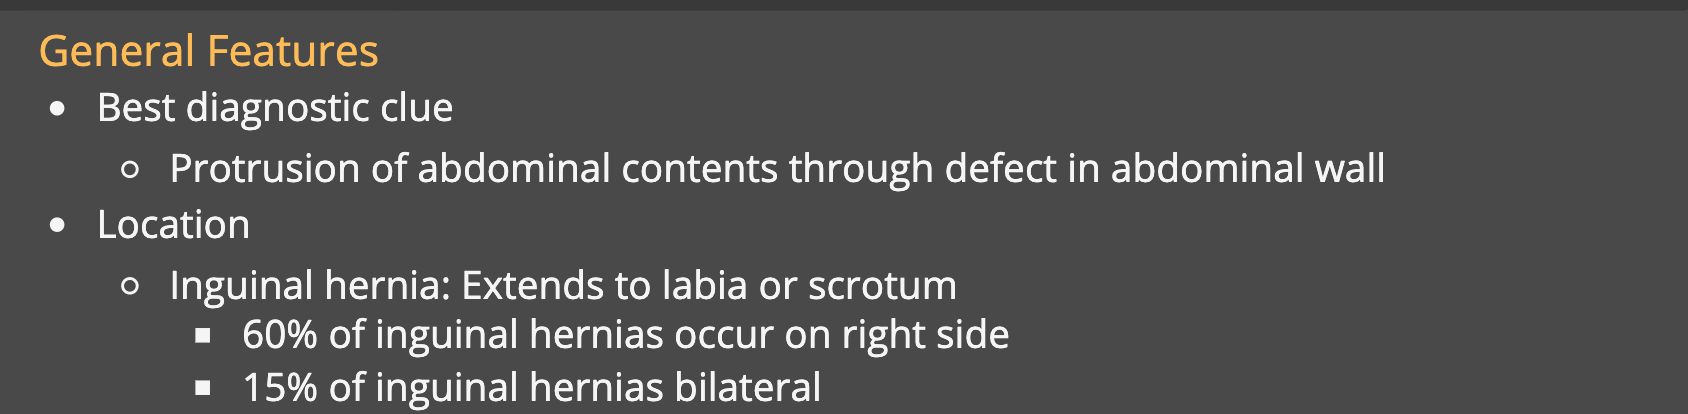 General Features
• Best diagnostic clue
○ Protrusion of abdominal contents through defect in abdominal wall
• Location
○ Inguinal hernia: Extends to labia or scrotum
▪ 60% of inguinal hernias occur on right side
▪ 15% of inguinal hernias bilateral